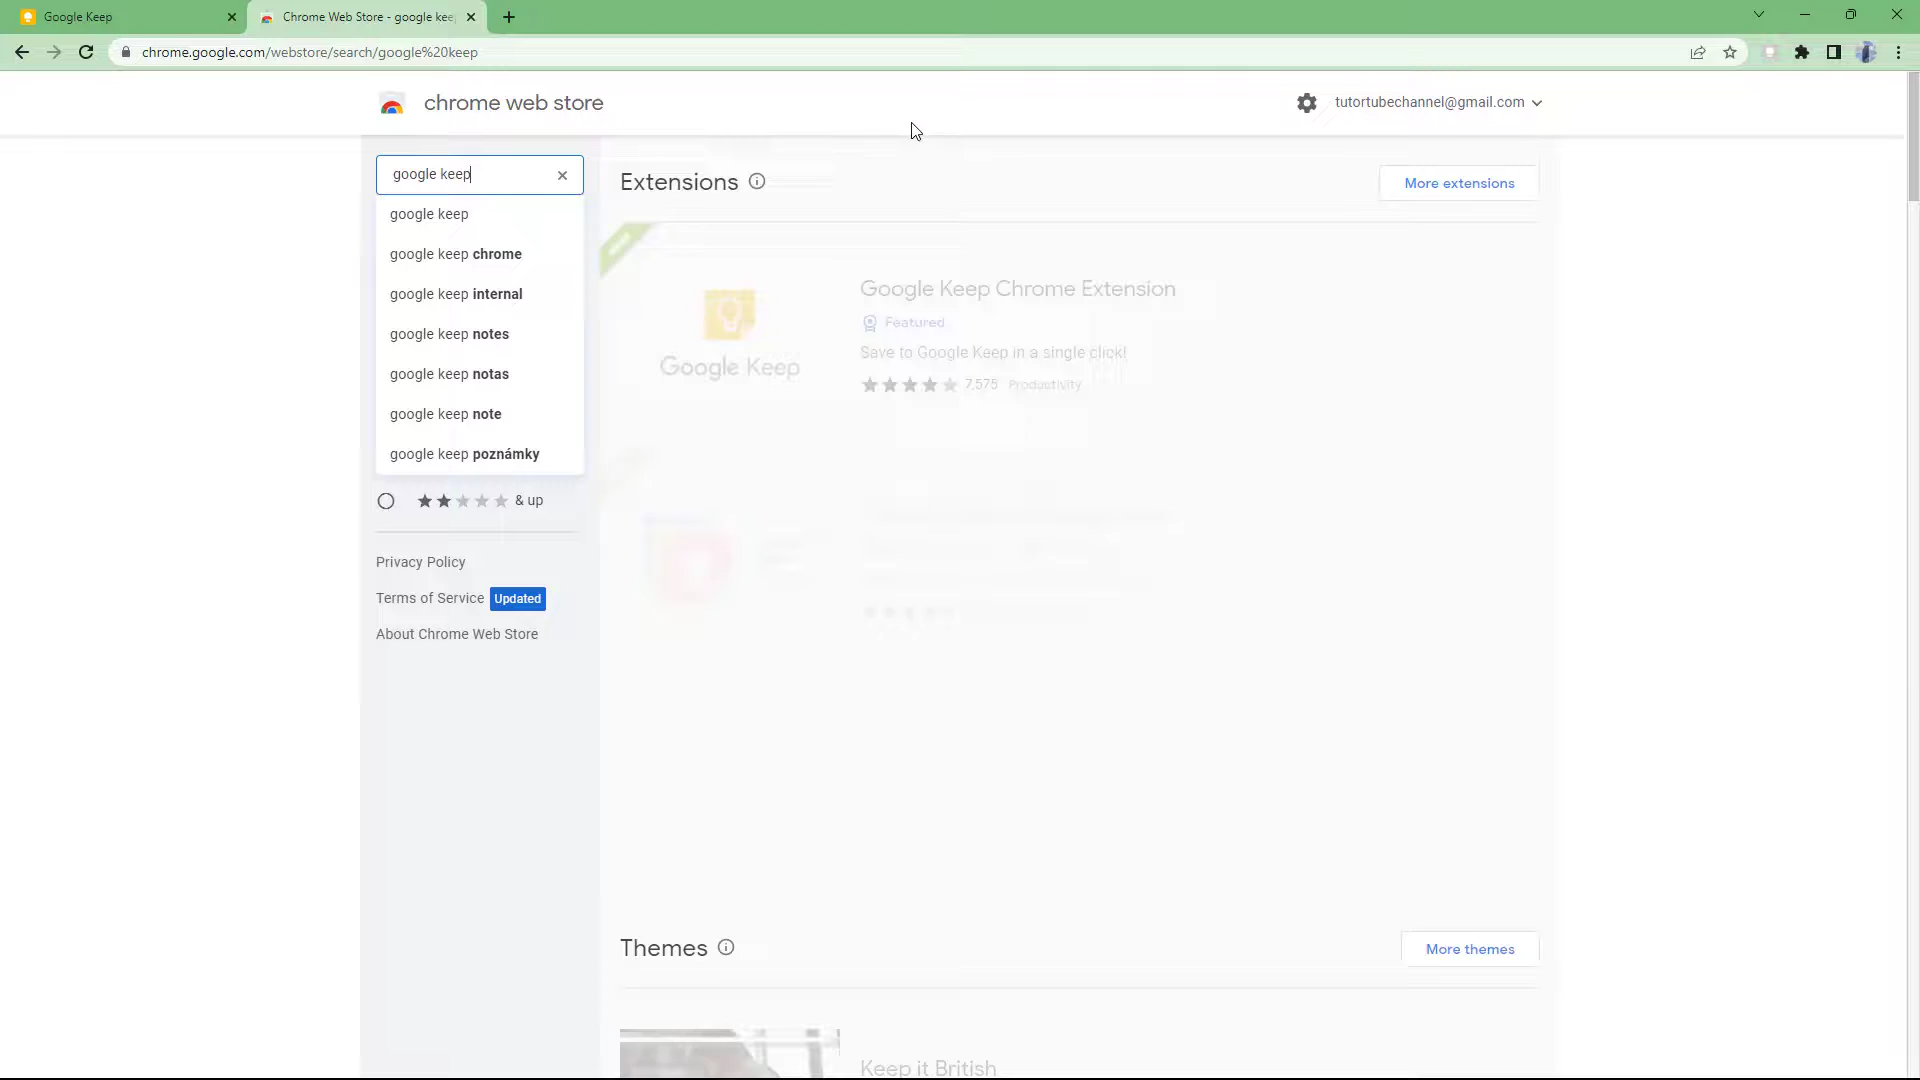 Google Keep
Chrome Web Store - google kee
chrome.google.com/webstore/search/google%20keep
chrome web store
tutortubechannel@gmail.com
google keep
google keep
google keep chrome
google keep internal
google keep notes
google keep notas
google keep note
google keep poznámky
& up
Privacy Policy
Terms of Service Updated
About Chrome Web Store
Extensions
More extensions
Google Keep
Google Keep Chrome Extension
Featured
Save to Google Keep in a single click!
7,575 Productivity
Themes
More themes
Keep it British